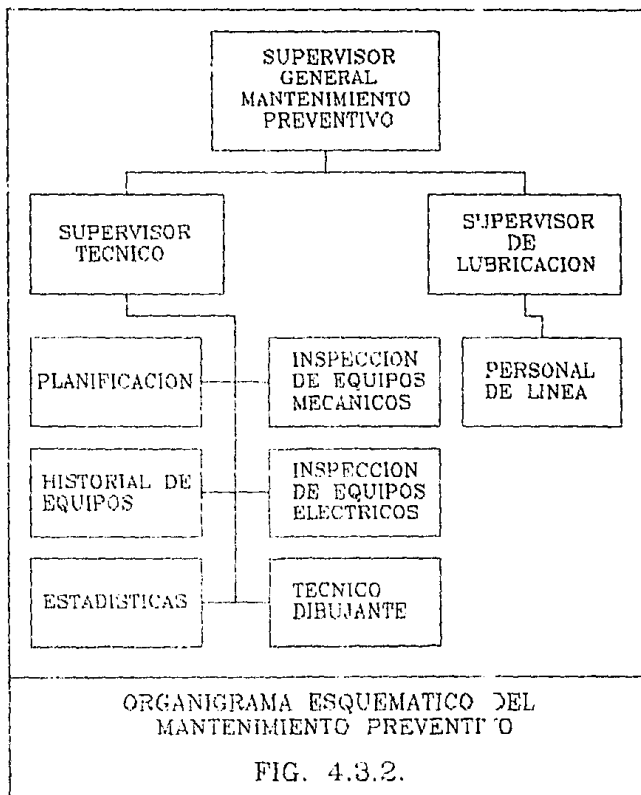 SUPERVISOR
GENERAL
MANTENIMIENTO
PREVENTIVO
SUPERVISOR
TECNICO
SUPERVISOR
DE
LUBRICACION
PLANIFICACION
INSPECCION
DE EQUIPOS
MECANICOS
PERSONAL
DE LINEA
HISTORIAL DE
EQUIPOS
INSPECCION
DE EQUIPOS
ELECTRICOS
ESTADISTICAS
TECNICO
DIBUJANTE
ORGANIGRAMA ESQUEMATICO DEL
MANTENIMIENTO PREVENTIVO
FIG. 4.3.2.